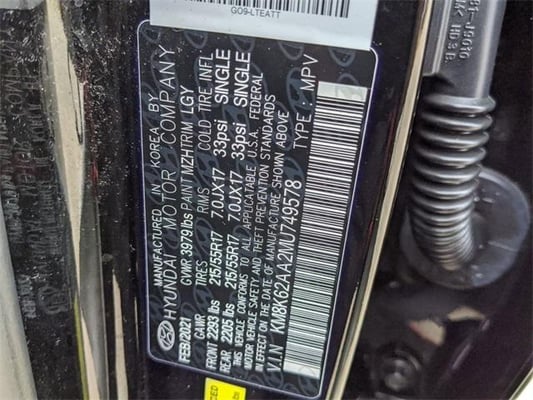 GO9-LTEATT
MANUFACTURED IN KOREA BY
HYUNDAI MOTOR COMPANY
FEB/2021 GVWR 3979 lbs PAINT MZH TRIM LGY
GAWR TIRES RIMS COLD TIRE INFL
FRONT 2293 lbs 215/55R17 7.0JX17 33psi SINGLE
REAR 2205 lbs 215/55R17 7.0JX17 33psi SINGLE
THIS VEHICLE CONFORMS TO ALL APPLICABLE U.S.A. FEDERAL
MOTOR VEHICLE SAFETY AND THEFT PREVENTION STANDARDS
IN EFFECT ON THE DATE OF MANUFACTURE SHOWN ABOVE
V.I.N KM8K62AA2MU749578 TYPE: MPV